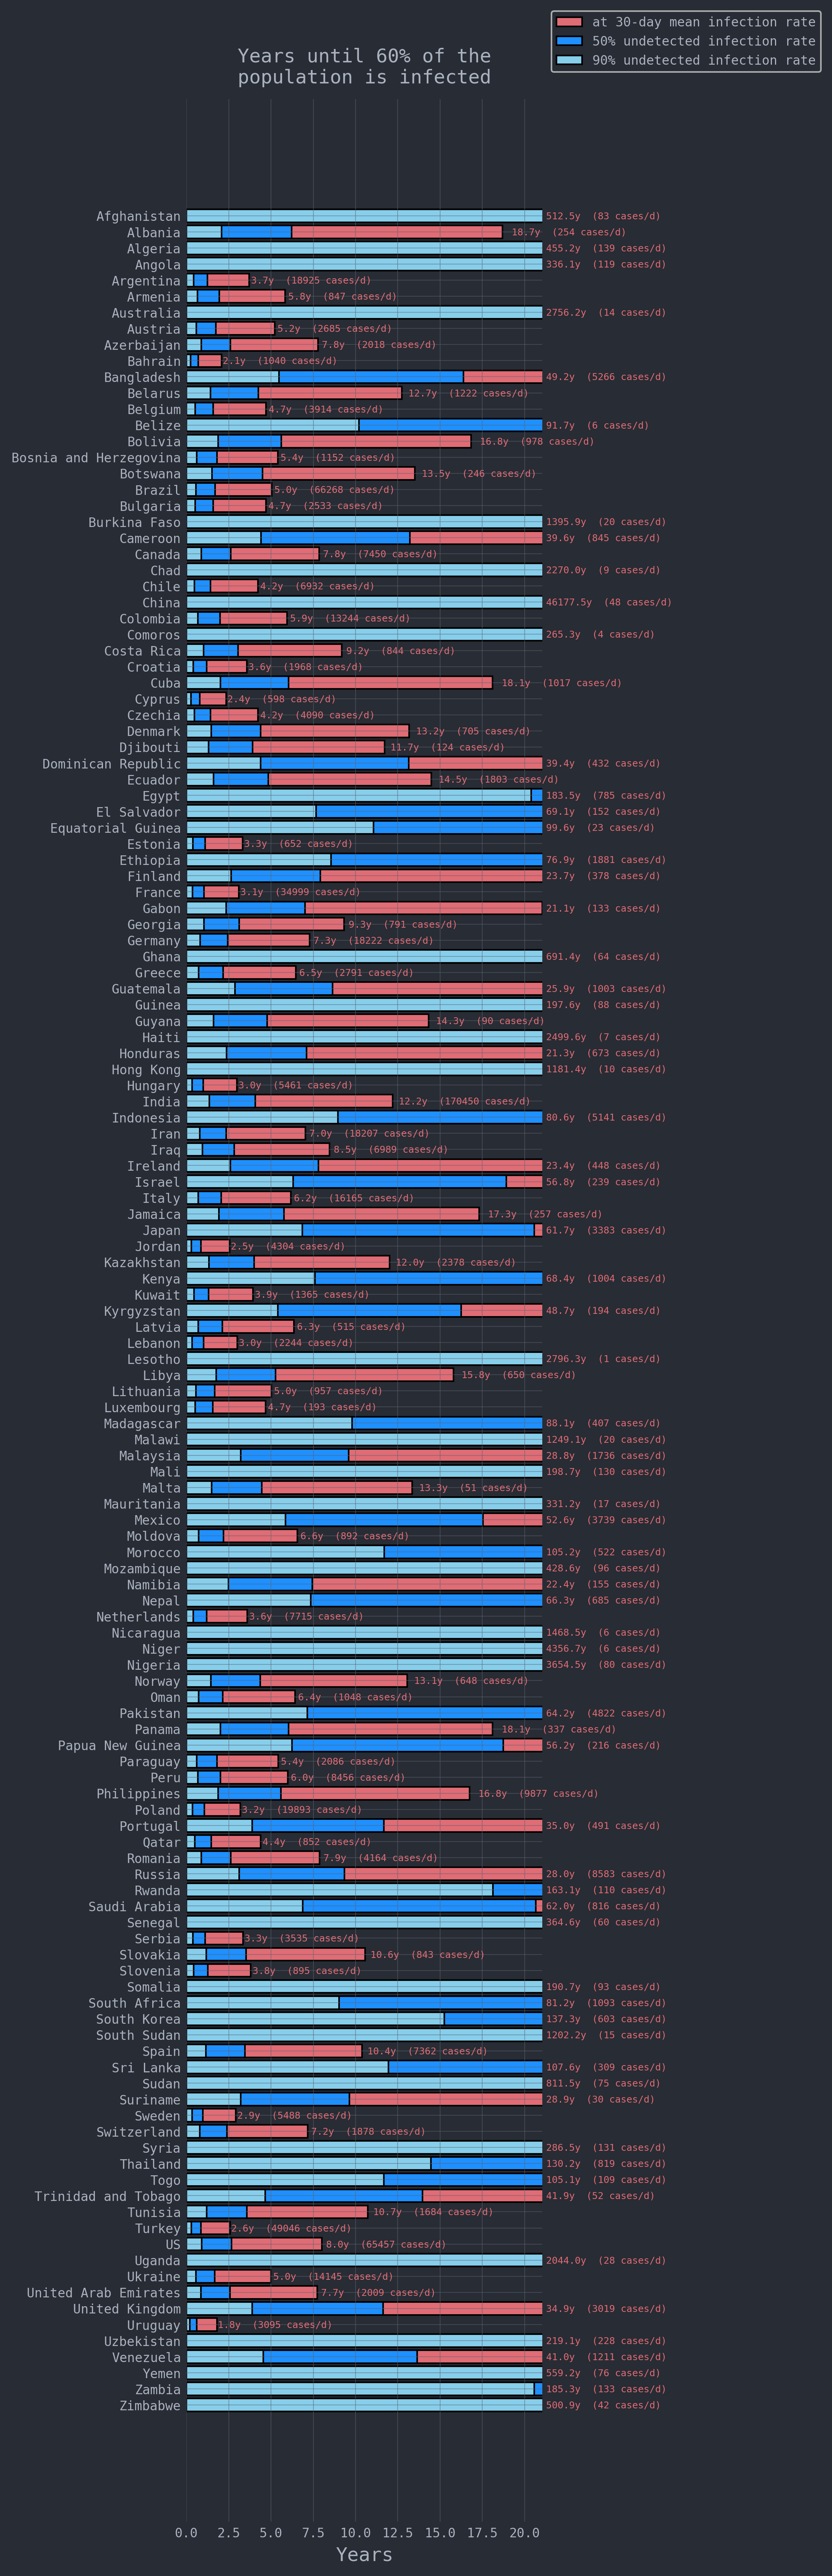 at 30-day mean infection rate
50% undetected infection rate
90% undetected infection rate
Years until 60% of the
population is infected
Afghanistan 512.5y (83 cases/d)
Albania 18.7y (254 cases/d)
Algeria 455.2y (139 cases/d)
Angola 336.1y (119 cases/d)
Argentina 3.7y (18925 cases/d)
Armenia 5.8y (847 cases/d)
Australia 2756.2y (14 cases/d)
Austria 5.2y (2685 cases/d)
Azerbaijan 7.8y (2018 cases/d)
Bahrain 2.1y (1040 cases/d)
Bangladesh 49.2y (5266 cases/d)
Belarus 12.7y (1222 cases/d)
Belgium 4.7y (3914 cases/d)
Belize 91.7y (6 cases/d)
Bolivia 16.8y (978 cases/d)
Bosnia and Herzegovina 5.4y (1152 cases/d)
Botswana 13.5y (246 cases/d)
Brazil 5.0y (66268 cases/d)
Bulgaria 4.7y (2533 cases/d)
Burkina Faso 1395.9y (20 cases/d)
Cameroon 39.6y (845 cases/d)
Canada 7.8y (7450 cases/d)
Chad 2270.0y (9 cases/d)
Chile 4.2y (6932 cases/d)
China 46177.5y (48 cases/d)
Colombia 5.9y (13244 cases/d)
Comoros 265.3y (4 cases/d)
Costa Rica 9.2y (844 cases/d)
Croatia 3.6y (1968 cases/d)
Cuba 18.1y (1017 cases/d)
Cyprus 2.4y (598 cases/d)
Czechia 4.2y (4090 cases/d)
Denmark 13.2y (705 cases/d)
Djibouti 11.7y (124 cases/d)
Dominican Republic 39.4y (432 cases/d)
Ecuador 14.5y (1803 cases/d)
Egypt 183.5y (785 cases/d)
El Salvador 69.1y (152 cases/d)
Equatorial Guinea 99.6y (23 cases/d)
Estonia 3.3y (652 cases/d)
Ethiopia 76.9y (1881 cases/d)
Finland 23.7y (378 cases/d)
France 3.1y (34999 cases/d)
Gabon 21.1y (133 cases/d)
Georgia 9.3y (791 cases/d)
Germany 7.3y (18222 cases/d)
Ghana 691.4y (64 cases/d)
Greece 6.5y (2791 cases/d)
Guatemala 25.9y (1003 cases/d)
Guinea 197.6y (88 cases/d)
Guyana 14.3y (90 cases/d)
Haiti 2499.6y (7 cases/d)
Honduras 21.3y (673 cases/d)
Hong Kong 1181.4y (10 cases/d)
Hungary 3.0y (5461 cases/d)
India 12.2y (170450 cases/d)
Indonesia 80.6y (5141 cases/d)
Iran 7.0y (18207 cases/d)
Iraq 8.5y (6989 cases/d)
Ireland 23.4y (448 cases/d)
Israel 56.8y (239 cases/d)
Italy 6.2y (16165 cases/d)
Jamaica 17.3y (257 cases/d)
Japan 61.7y (3383 cases/d)
Jordan 2.5y (4304 cases/d)
Kazakhstan 12.0y (2378 cases/d)
Kenya 68.4y (1004 cases/d)
Kuwait 3.9y (1365 cases/d)
Kyrgyzstan 48.7y (194 cases/d)
Latvia 6.3y (515 cases/d)
Lebanon 3.0y (2244 cases/d)
Lesotho 2796.3y (1 cases/d)
Libya 15.8y (650 cases/d)
Lithuania 5.0y (957 cases/d)
Luxembourg 4.7y (193 cases/d)
Madagascar 88.1y (407 cases/d)
Malawi 1249.1y (20 cases/d)
Malaysia 28.8y (1736 cases/d)
Mali 198.7y (130 cases/d)
Malta 13.3y (51 cases/d)
Mauritania 331.2y (17 cases/d)
Mexico 52.6y (3739 cases/d)
Moldova 6.6y (892 cases/d)
Morocco 105.2y (522 cases/d)
Mozambique 428.6y (96 cases/d)
Namibia 22.4y (155 cases/d)
Nepal 66.3y (685 cases/d)
Netherlands 3.6y (7715 cases/d)
Nicaragua 1468.5y (6 cases/d)
Niger 4356.7y (6 cases/d)
Nigeria 3654.5y (80 cases/d)
Norway 13.1y (648 cases/d)
Oman 6.4y (1048 cases/d)
Pakistan 64.2y (4822 cases/d)
Panama 18.1y (337 cases/d)
Papua New Guinea 56.2y (216 cases/d)
Paraguay 5.4y (2086 cases/d)
Peru 6.0y (8456 cases/d)
Philippines 16.8y (9877 cases/d)
Poland 3.2y (19893 cases/d)
Portugal 35.0y (491 cases/d)
Qatar 4.4y (852 cases/d)
Romania 7.9y (4164 cases/d)
Russia 28.0y (8583 cases/d)
Rwanda 163.1y (110 cases/d)
Saudi Arabia 62.0y (816 cases/d)
Senegal 364.6y (60 cases/d)
Serbia 3.3y (3535 cases/d)
Slovakia 10.6y (843 cases/d)
Slovenia 3.8y (895 cases/d)
Somalia 190.7y (93 cases/d)
South Africa 81.2y (1093 cases/d)
South Korea 137.3y (603 cases/d)
South Sudan 1202.2y (15 cases/d)
Spain 10.4y (7362 cases/d)
Sri Lanka 107.6y (309 cases/d)
Sudan 811.5y (75 cases/d)
Suriname 28.9y (30 cases/d)
Sweden 2.9y (5488 cases/d)
Switzerland 7.2y (1878 cases/d)
Syria 286.5y (131 cases/d)
Thailand 130.2y (819 cases/d)
Togo 105.1y (109 cases/d)
Trinidad and Tobago 41.9y (52 cases/d)
Tunisia 10.7y (1684 cases/d)
Turkey 2.6y (49046 cases/d)
US 8.0y (65457 cases/d)
Uganda 2044.0y (28 cases/d)
Ukraine 5.0y (14145 cases/d)
United Arab Emirates 7.7y (2009 cases/d)
United Kingdom 34.9y (3019 cases/d)
Uruguay 1.8y (3095 cases/d)
Uzbekistan 219.1y (228 cases/d)
Venezuela 41.0y (1211 cases/d)
Yemen 559.2y (76 cases/d)
Zambia 185.3y (133 cases/d)
Zimbabwe 500.9y (42 cases/d)
0.0 2.5 5.0 7.5 10.0 12.5 15.0 17.5 20.0
Years